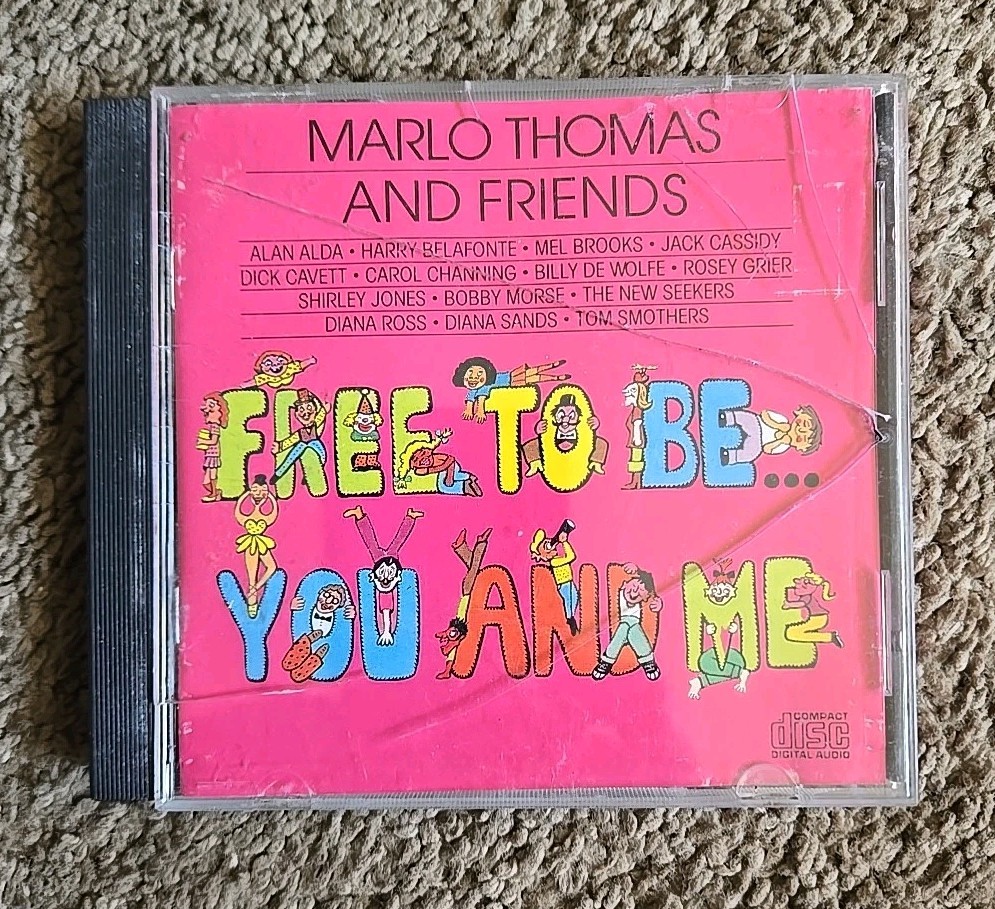 MARLO THOMAS
AND FRIENDS
ALAN ALDA • HARRY BELAFONTE • MEL BROOKS • JACK CASSIDY
DICK CAVETT • CAROL CHANNING • BILLY DE WOLFE • ROSEY GRIER
SHIRLEY JONES • BOBBY MORSE • THE NEW SEEKERS
DIANA ROSS • DIANA SANDS • TOM SMOTHERS
FREE TO BE...
YOU AND ME
COMPACT
disc
DIGITAL AUDIO